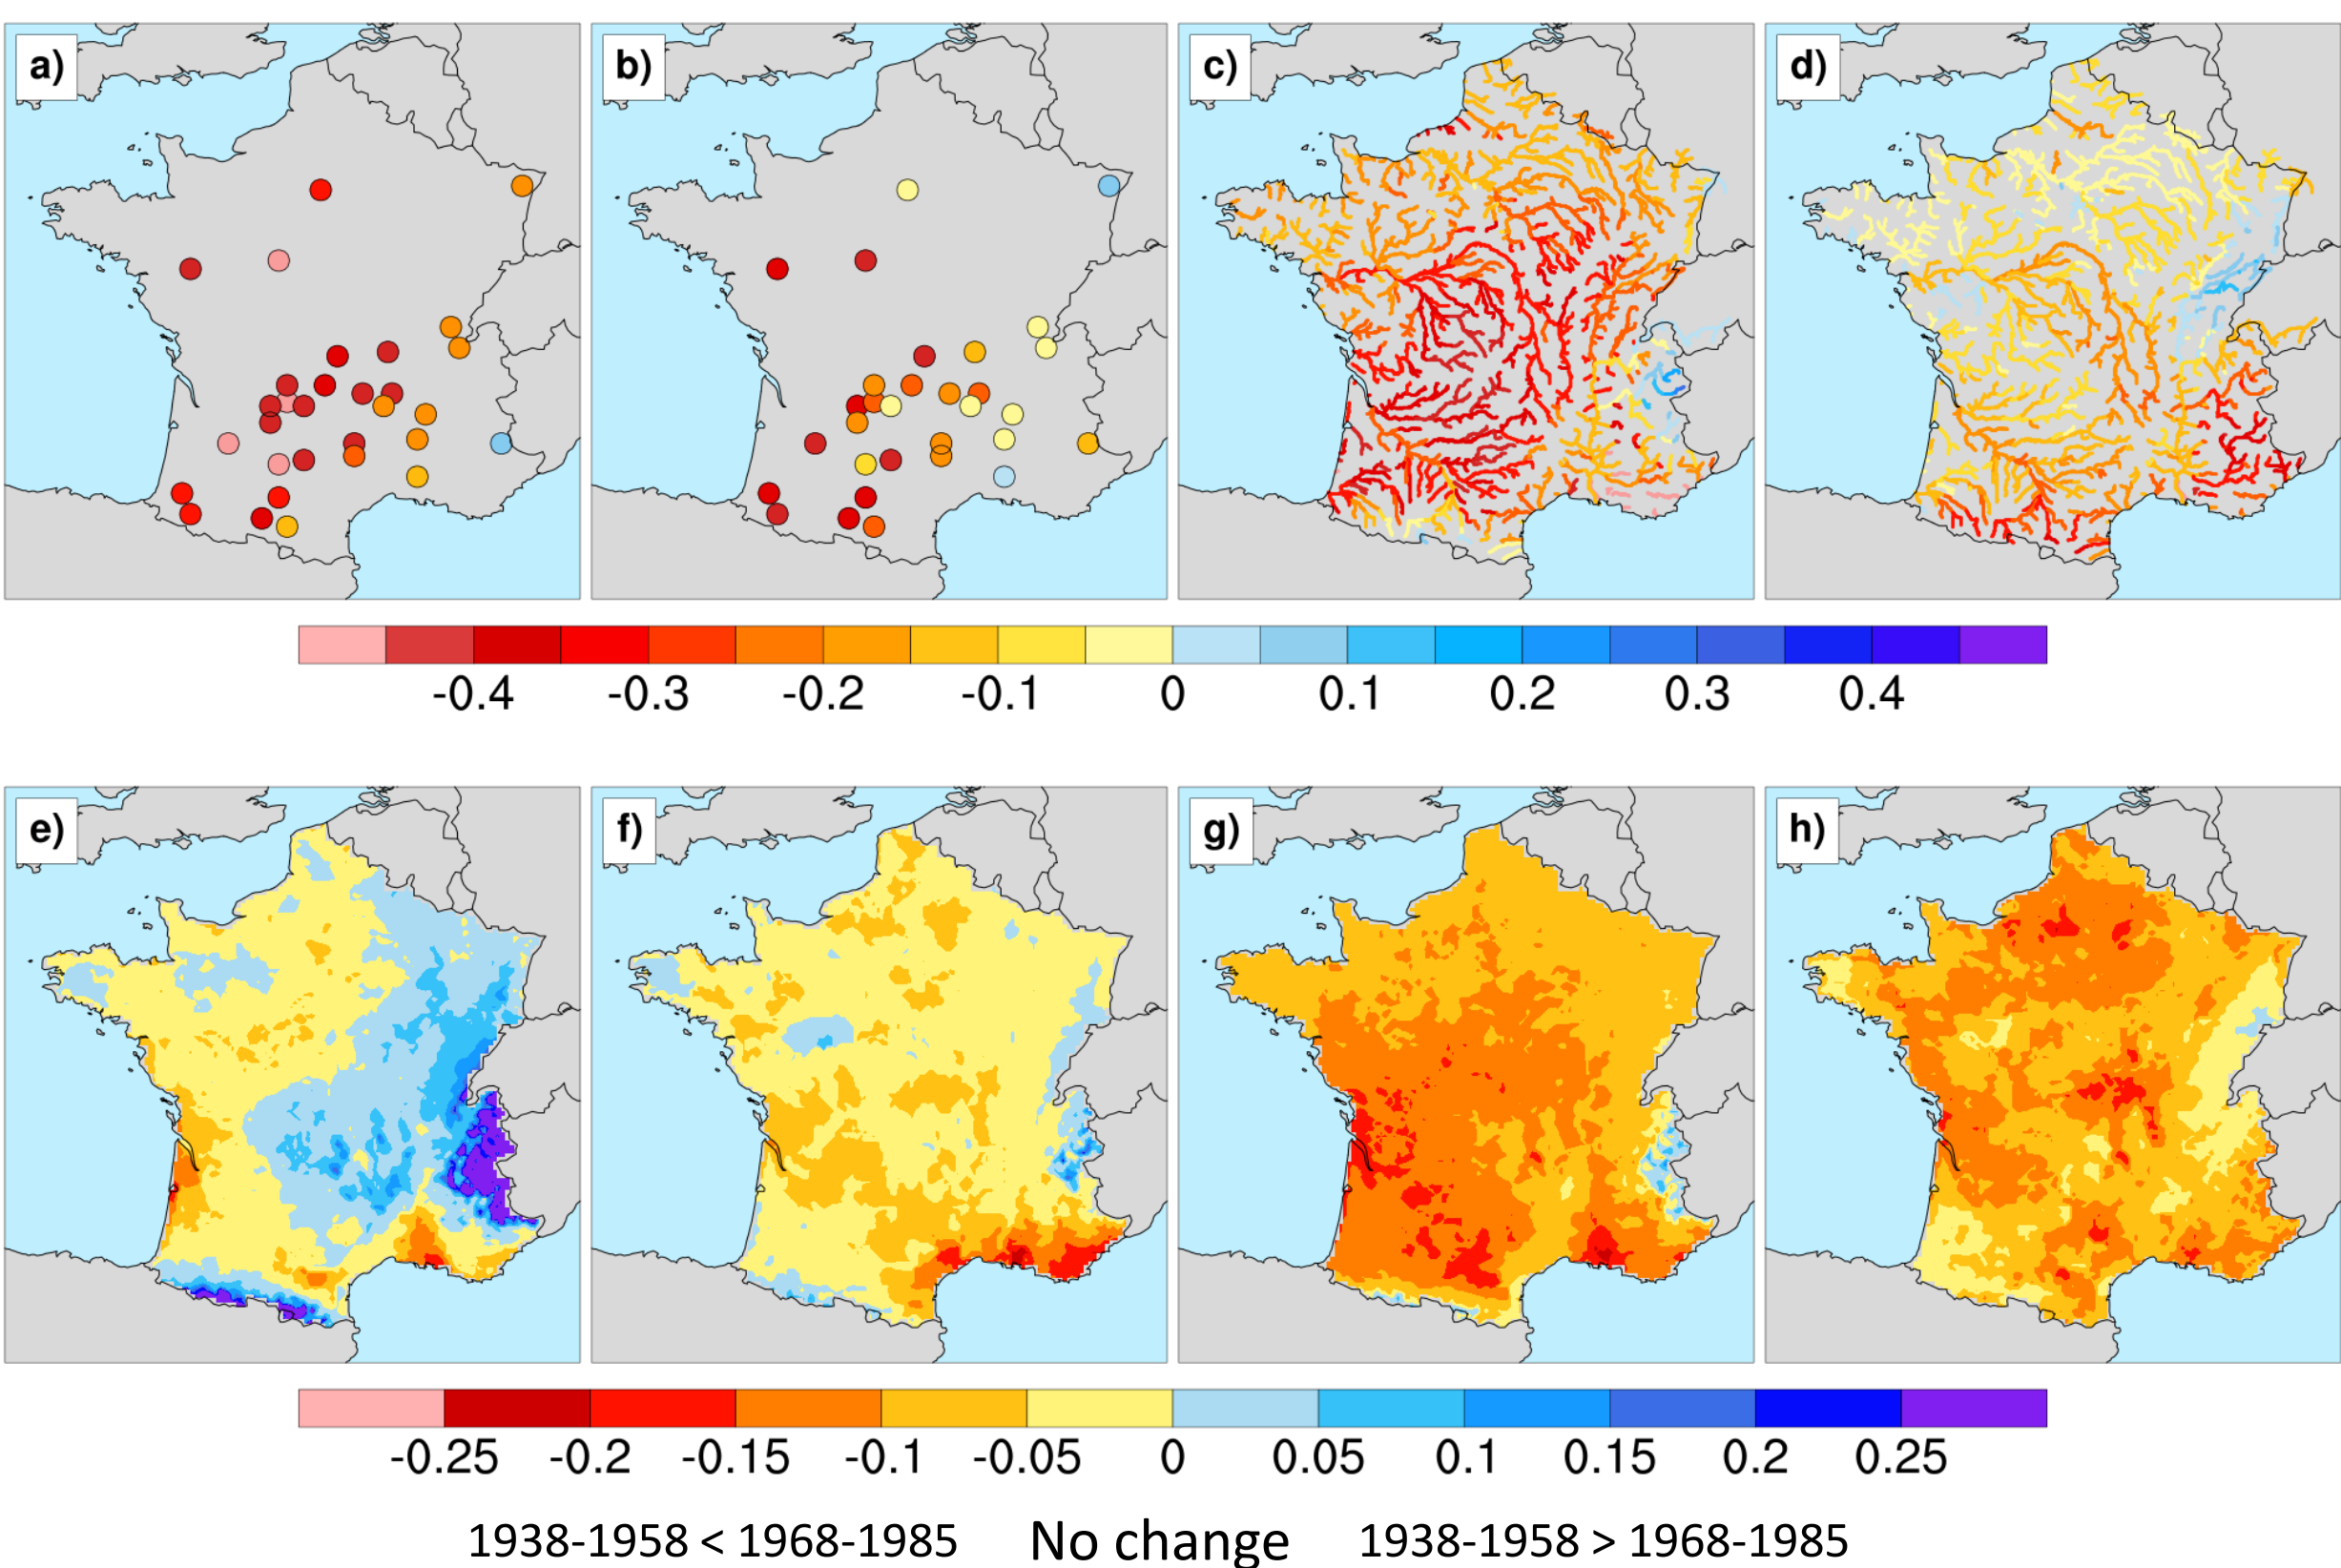 a) b) c) d)
-0.4 -0.3 -0.2 -0.1 0 0.1 0.2 0.3 0.4
e) f) g) h)
-0.25 -0.2 -0.15 -0.1 -0.05 0 0.05 0.1 0.15 0.2 0.25
1938-1958 < 1968-1985 No change 1938-1958 > 1968-1985